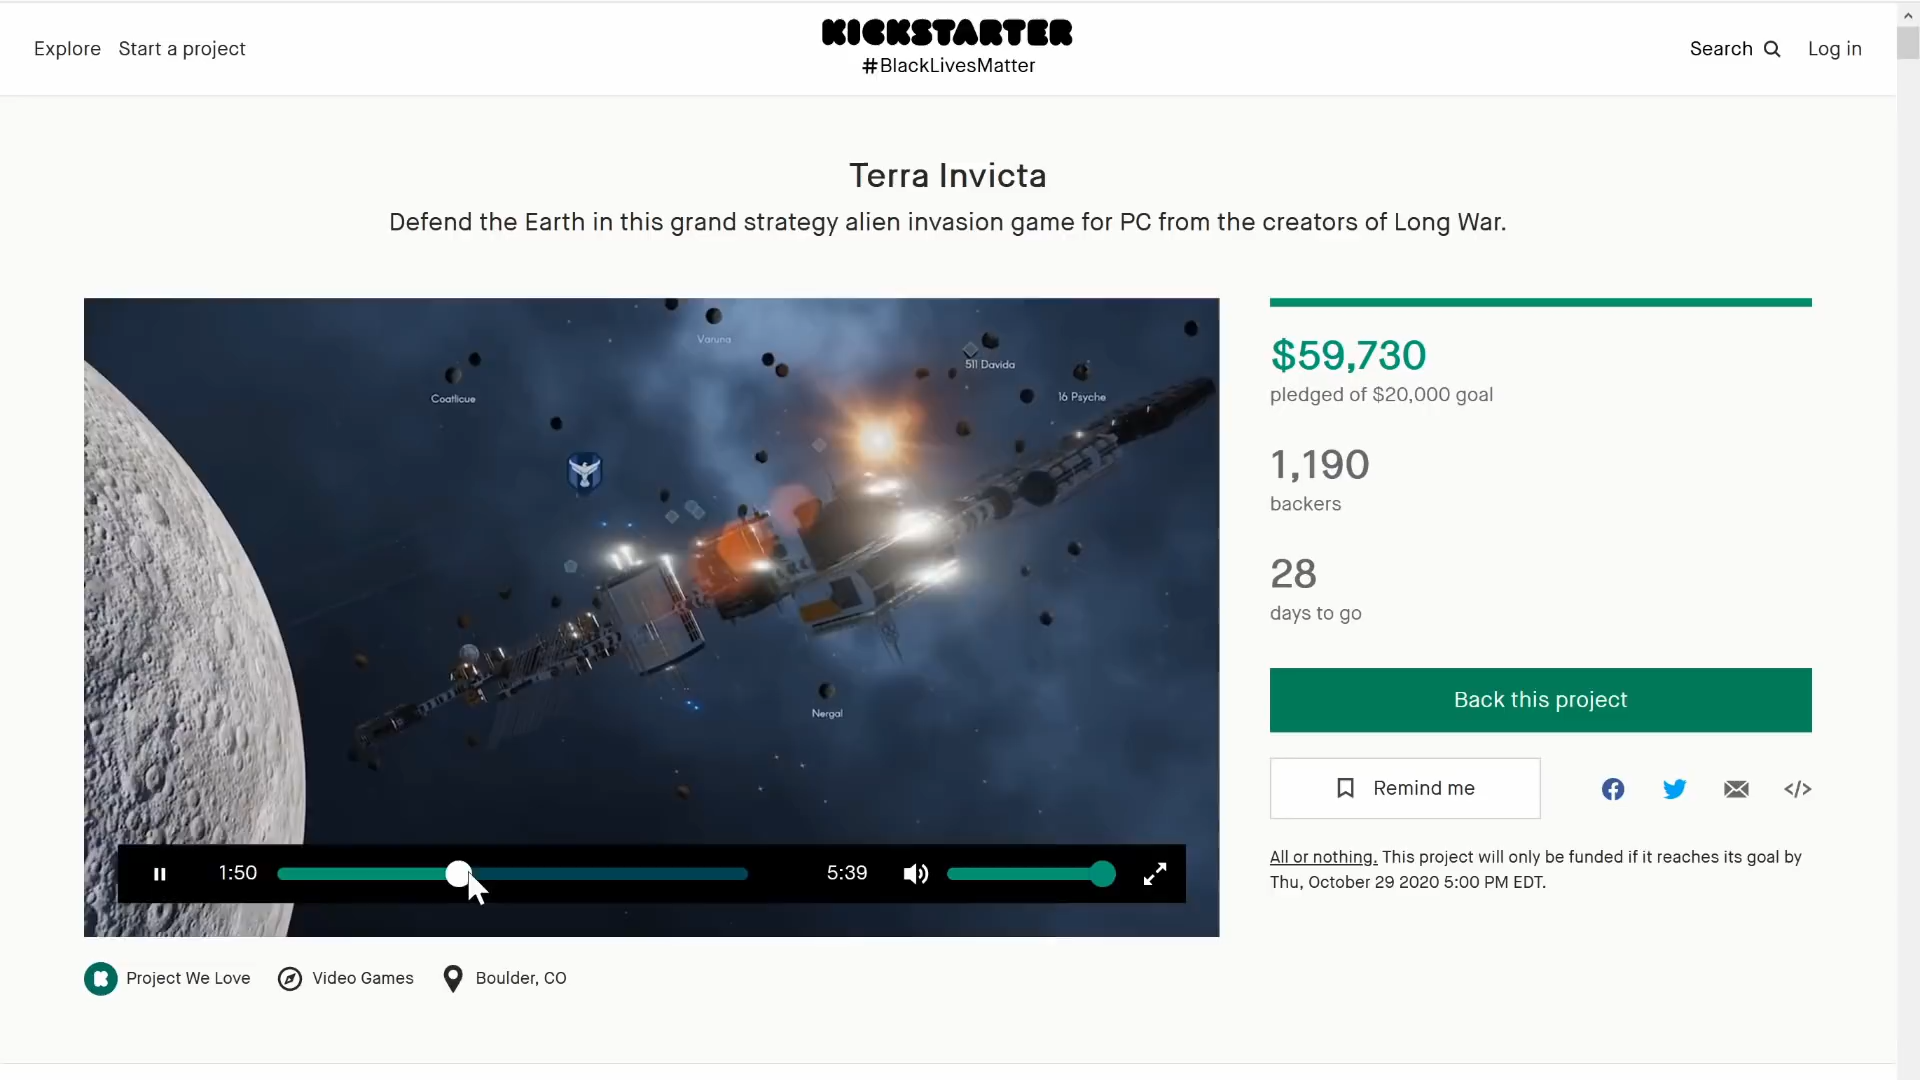 Explore
Start a project
KICKSTARTER
#BlackLivesMatter
Search
Log in
Terra Invicta
Defend the Earth in this grand strategy alien invasion game for PC from the creators of Long War.
Varuna
511 Davida
Coatlicue
16 Psyche
Nergal
1:50
5:39
$59,730
pledged of $20,000 goal
1,190
backers
28
days to go
Back this project
Remind me
</>
All or nothing. This project will only be funded if it reaches its goal by
Thu, October 29 2020 5:00 PM EDT.
Project We Love
Video Games
Boulder, CO